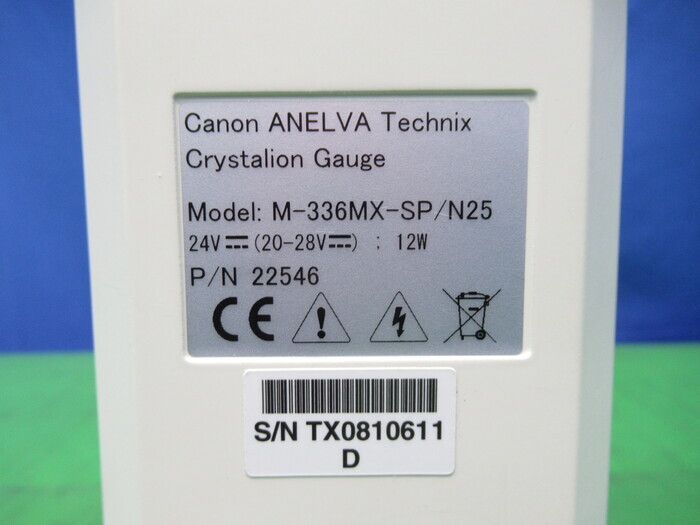 Canon ANELVA Technix
Crystalion Gauge
Model: M-336MX-SP/N25
24V⎓(20-28V⎓) : 12W
P/N 22546
CE
S/N TX0810611
D